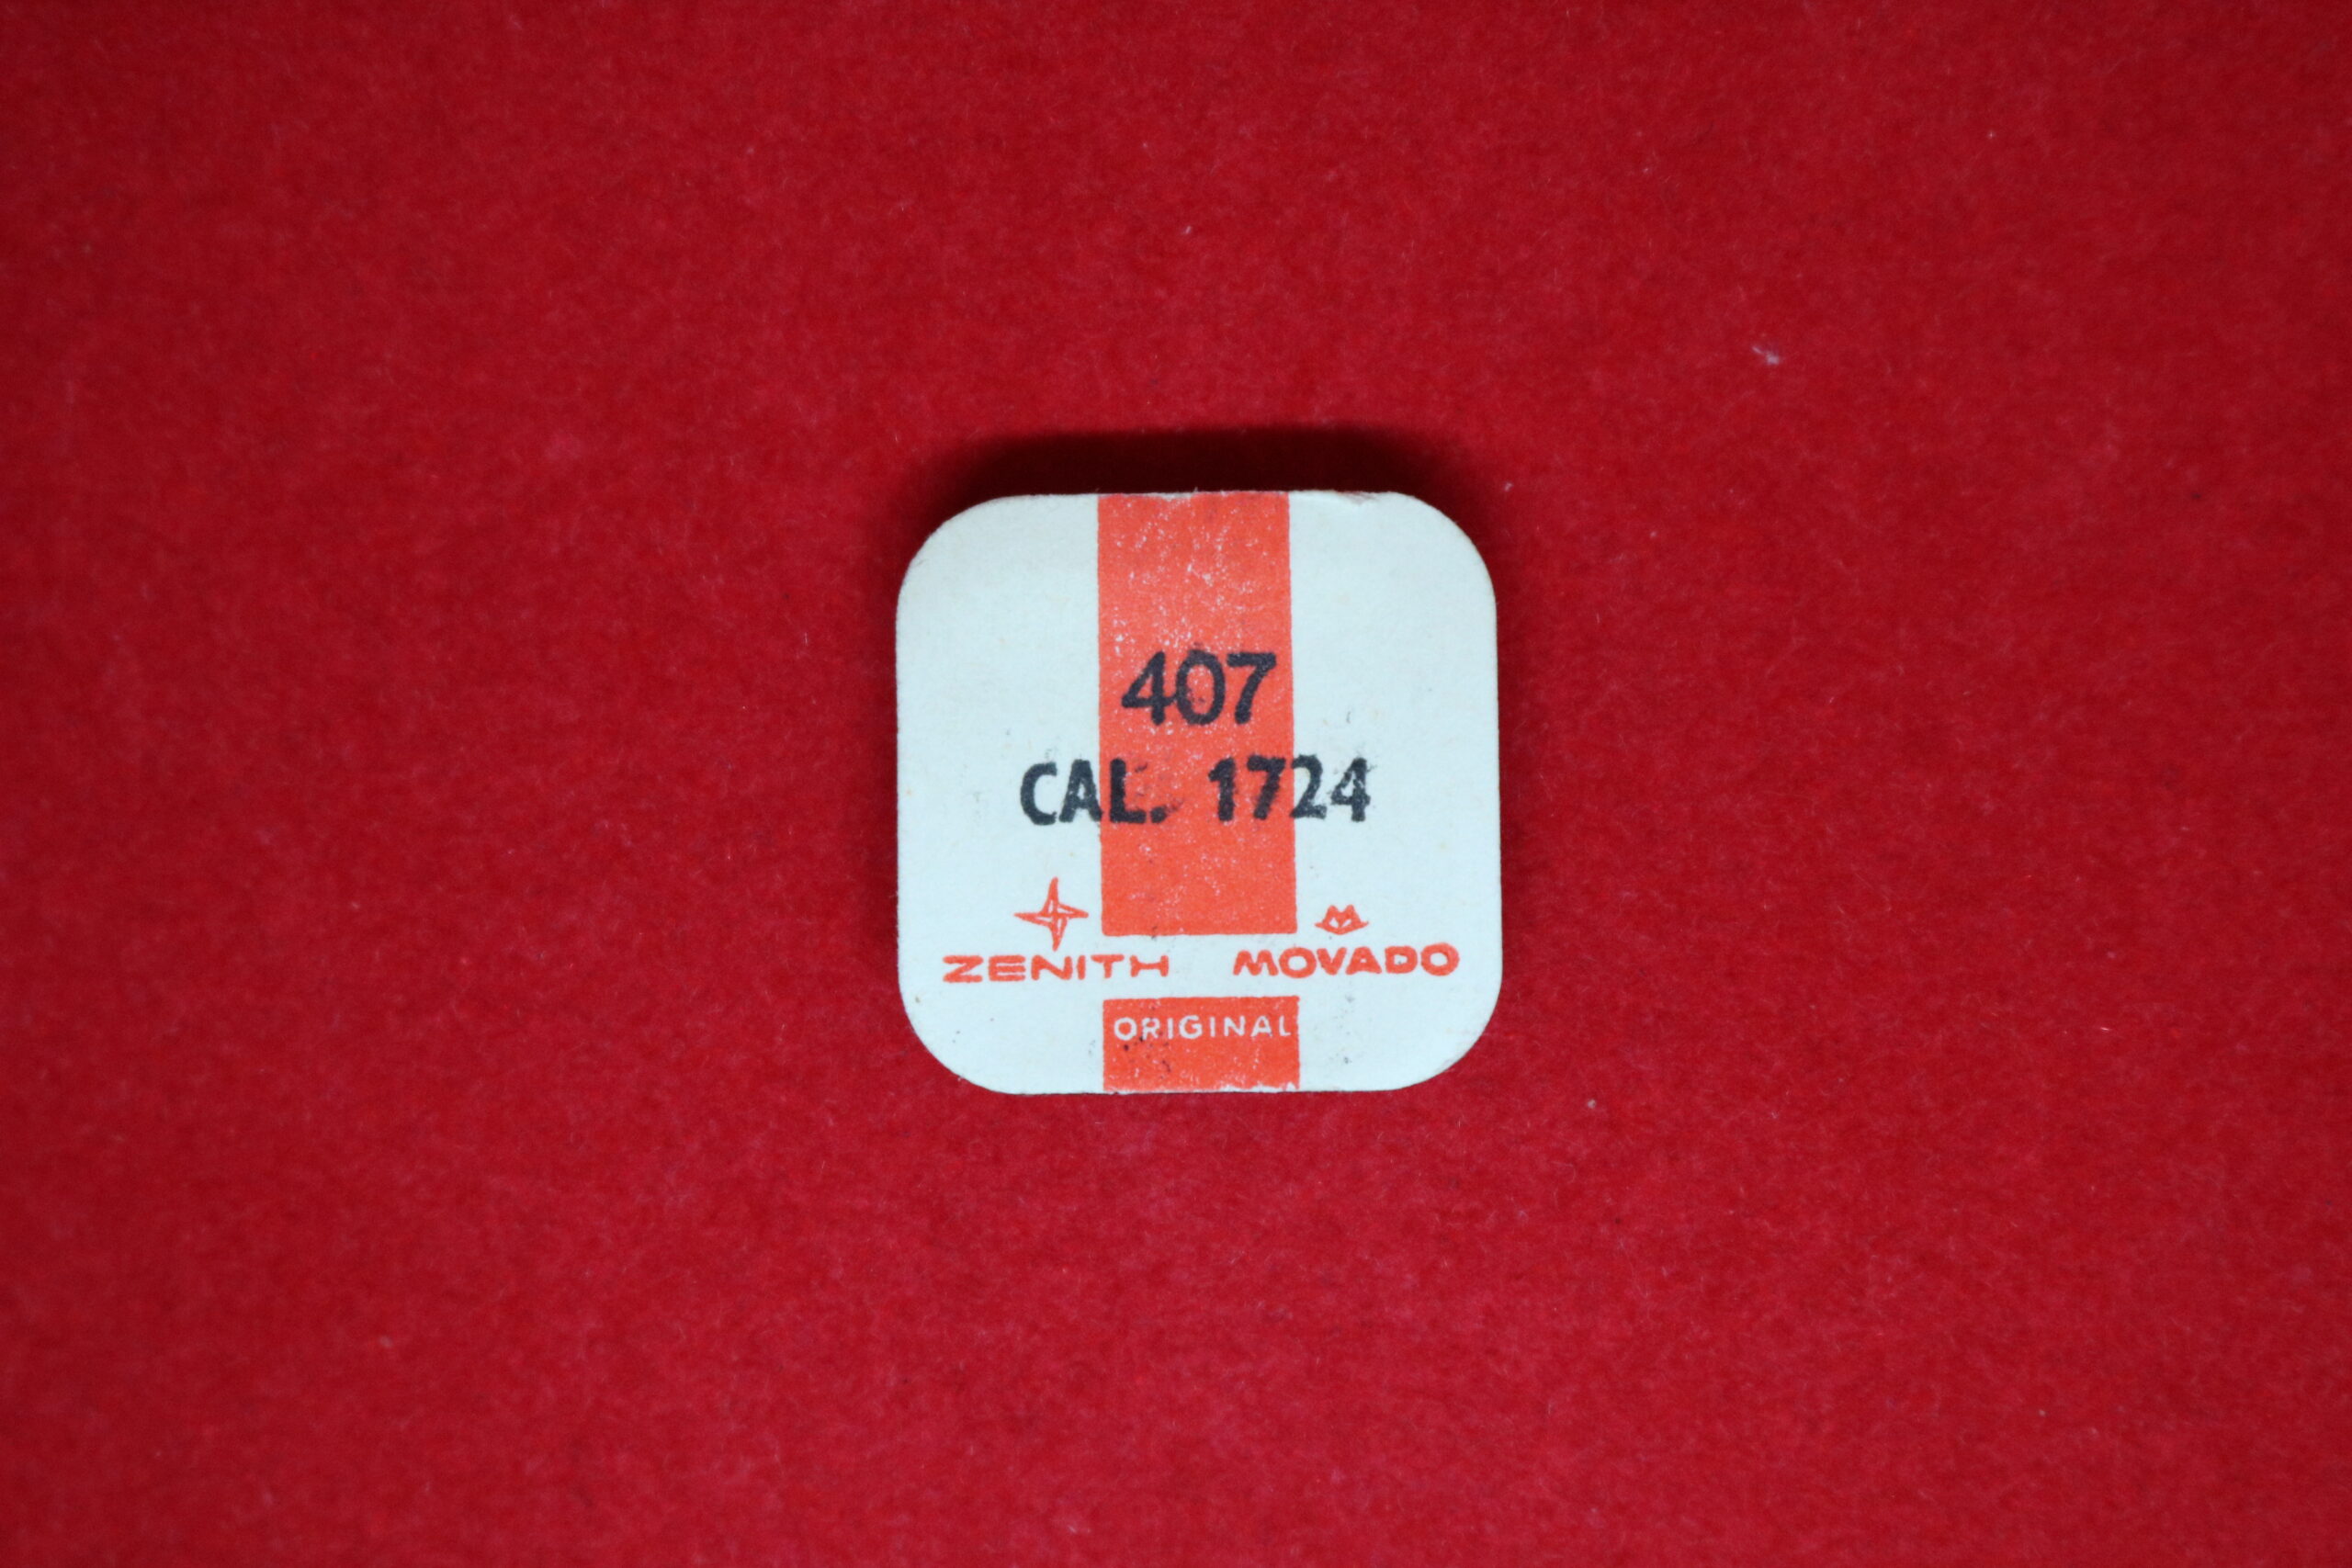 407
CAL. 1724
ZENITH MOVADO
ORIGINAL